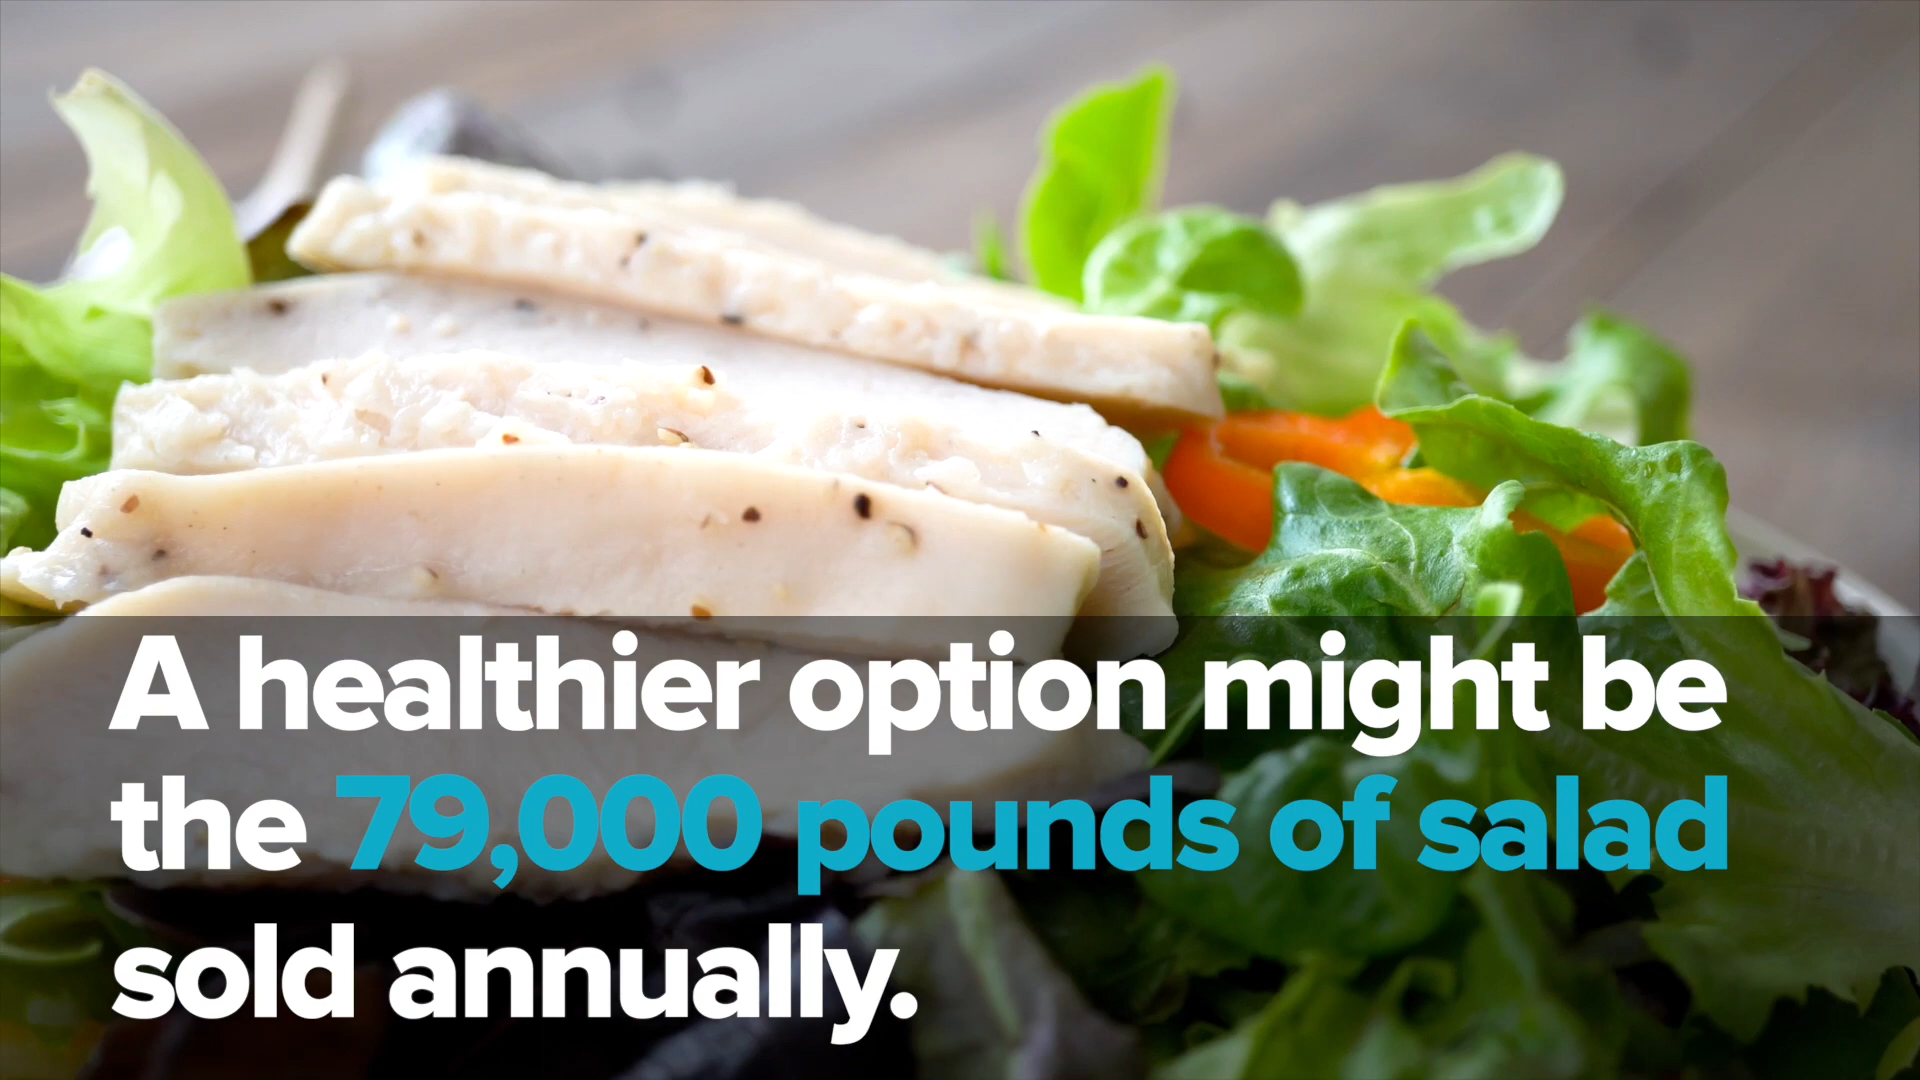 A healthier option might be
the 79,000 pounds of salad
sold annually.